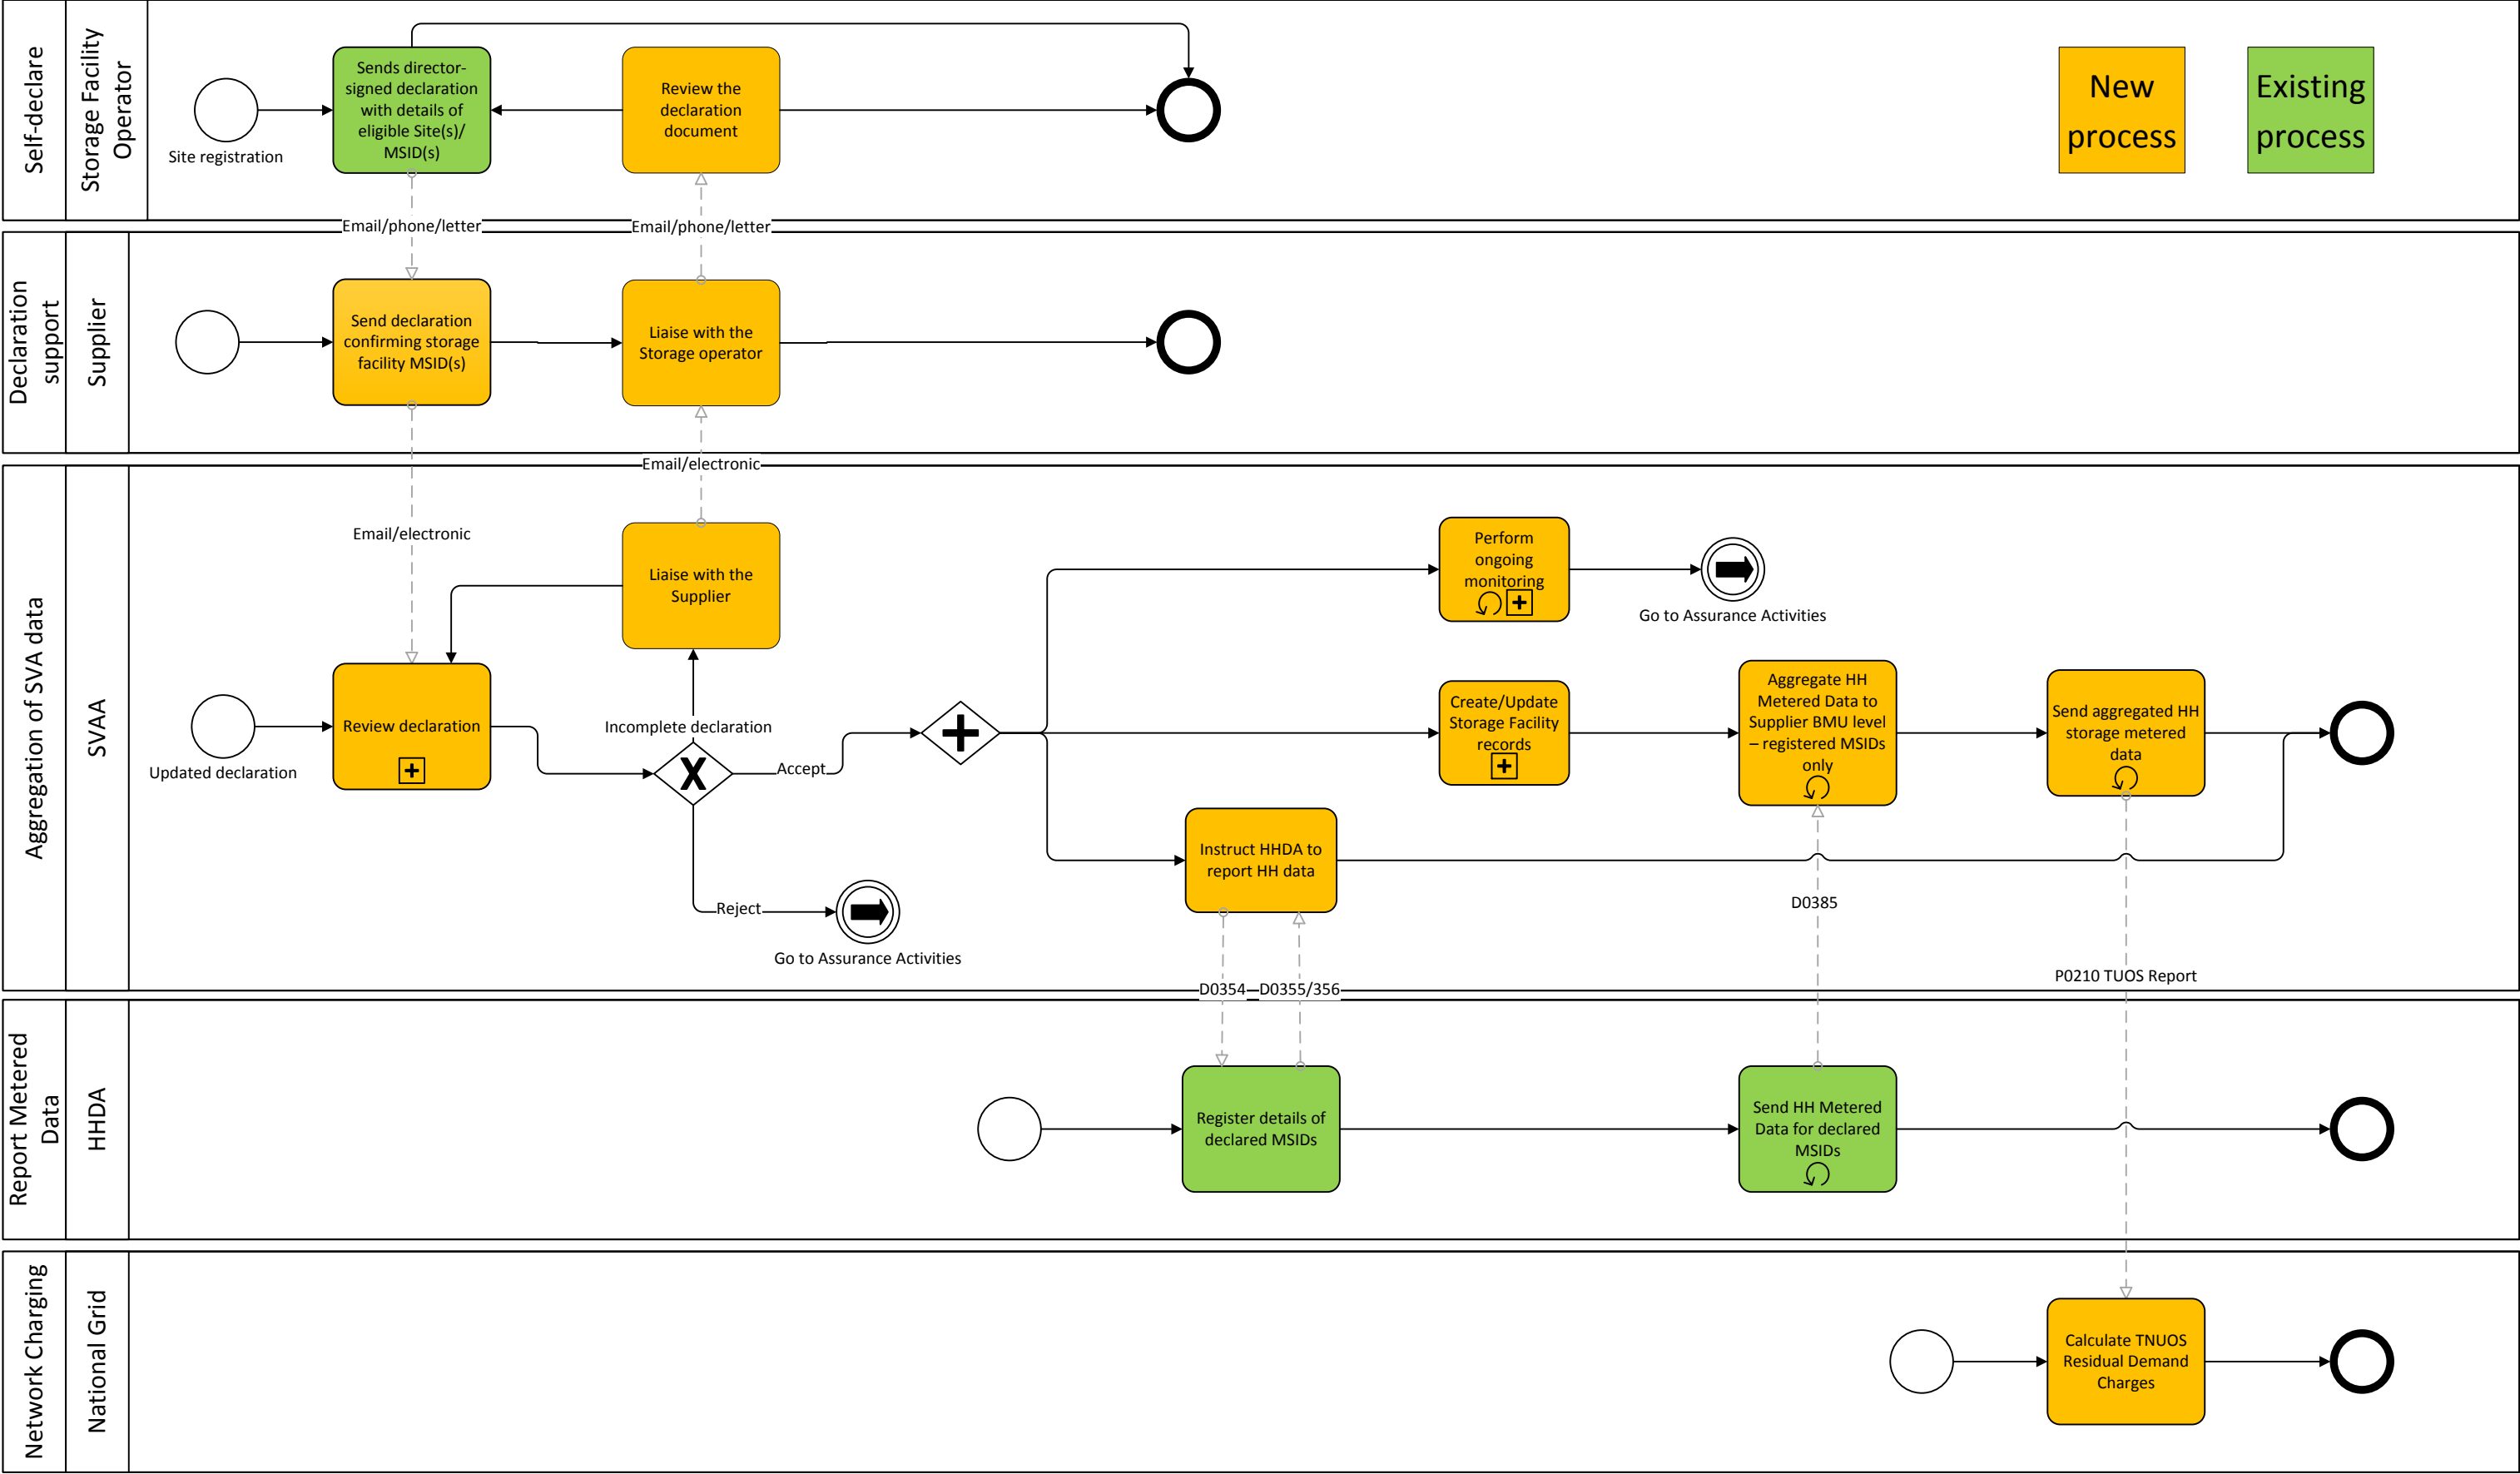 Self-declare
Storage Facility
Operator
Site registration
Sends director-
signed declaration
with details of
eligible Site(s)/
MSID(s)
Review the
declaration
document
New
process
Existing
process
Email/phone/letter
Email/phone/letter
Declaration
support
Supplier
Send declaration
confirming storage
facility MSID(s)
Liaise with the
Storage operator
Email/electronic
Email/electronic
Aggregation of SVA data
SVAA
Updated declaration
Review declaration
Liaise with the
Supplier
Incomplete declaration
Accept
Reject
Go to Assurance Activities
Perform
ongoing
monitoring
Go to Assurance Activities
Create/Update
Storage Facility
records
Aggregate HH
Metered Data to
Supplier BMU level
– registered MSIDs
only
Send aggregated HH
storage metered
data
Instruct HHDA to
report HH data
D0385
P0210 TUOS Report
D0354
D0355/356
Report Metered
Data
HHDA
Register details of
declared MSIDs
Send HH Metered
Data for declared
MSIDs
Network Charging
National Grid
Calculate TNUOS
Residual Demand
Charges